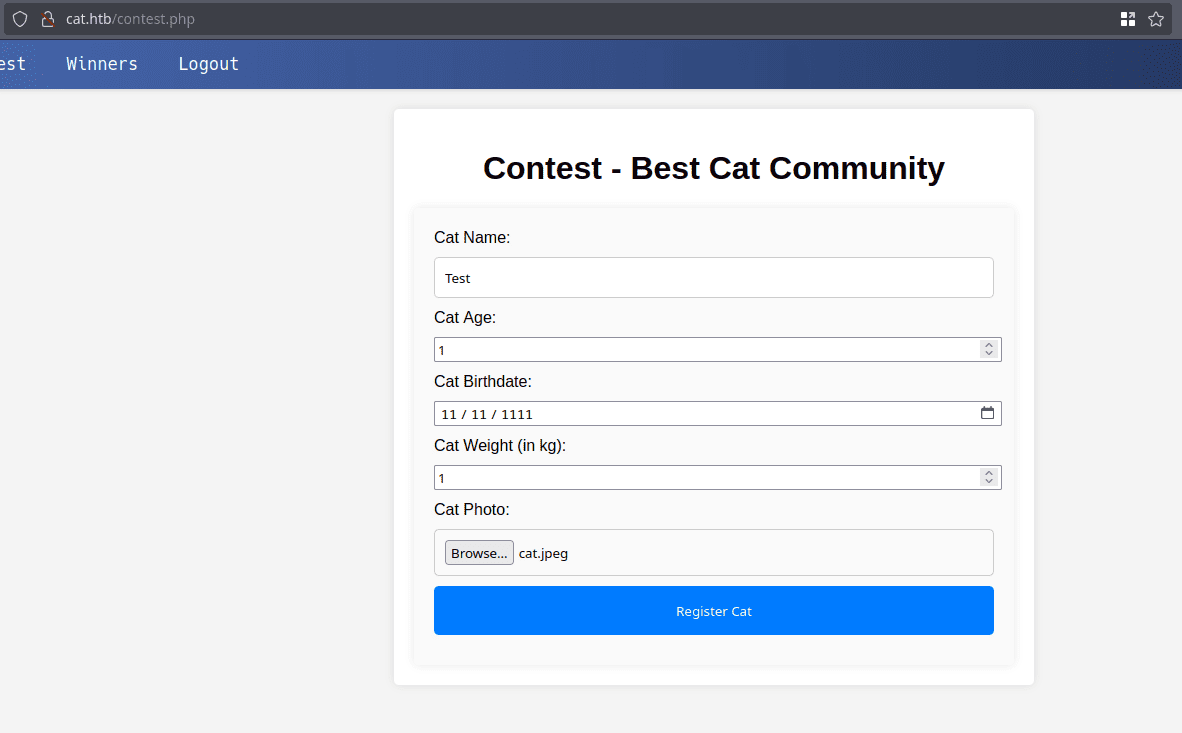 cat.htb/contest.php
est Winners Logout
Contest - Best Cat Community
Cat Name:
Test
Cat Age:
1
Cat Birthdate:
11 / 11 / 1111
Cat Weight (in kg):
1
Cat Photo:
Browse... cat.jpeg
Register Cat